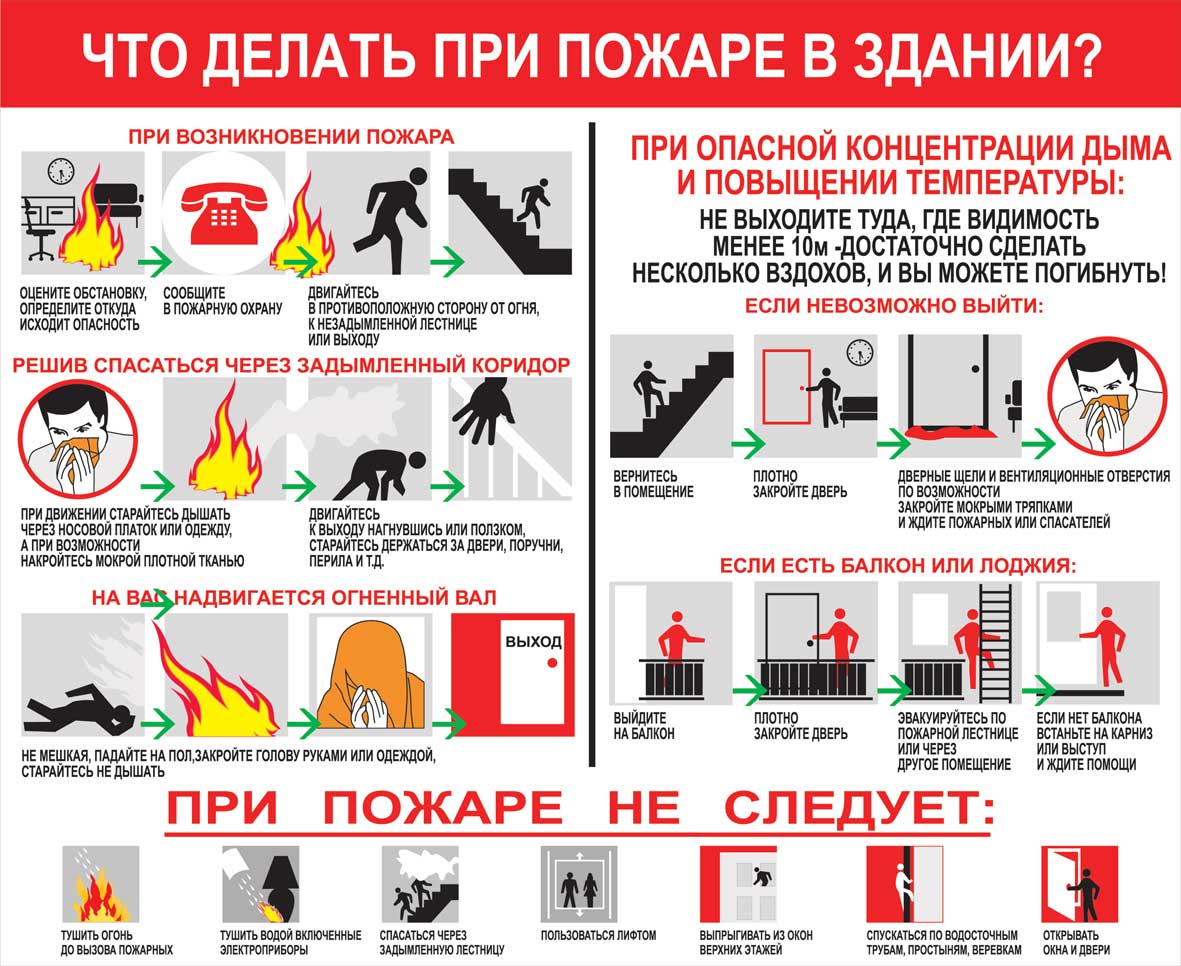 ЧТО ДЕЛАТЬ ПРИ ПОЖАРЕ В ЗДАНИИ?
ПРИ ВОЗНИКНОВЕНИИ ПОЖАРА
ОЦЕНИТЕ ОБСТАНОВКУ,
ОПРЕДЕЛИТЕ ОТКУДА
ИСХОДИТ ОПАСНОСТЬ
СООБЩИТЕ
В ПОЖАРНУЮ ОХРАНУ
ДВИГАЙТЕСЬ
В ПРОТИВОПОЛОЖНУЮ СТОРОНУ ОТ ОГНЯ,
К НЕЗАДЫМЛЕННОЙ ЛЕСТНИЦЕ
ИЛИ ВЫХОДУ
РЕШИВ СПАСАТЬСЯ ЧЕРЕЗ ЗАДЫМЛЕННЫЙ КОРИДОР
ПРИ ДВИЖЕНИИ СТАРАЙТЕСЬ ДЫШАТЬ
ЧЕРЕЗ НОСОВОЙ ПЛАТОК ИЛИ ОДЕЖДУ,
А ПРИ ВОЗМОЖНОСТИ
НАКРОЙТЕСЬ МОКРОЙ ПЛОТНОЙ ТКАНЬЮ
ДВИГАЙТЕСЬ
К ВЫХОДУ НАГНУВШИСЬ ИЛИ ПОЛЗКОМ,
СТАРАЙТЕСЬ ДЕРЖАТЬСЯ ЗА ДВЕРИ, ПОРУЧНИ,
ПЕРИЛА И Т.Д.
НА ВАС НАДВИГАЕТСЯ ОГНЕННЫЙ ВАЛ
ВЫХОД
НЕ МЕШКАЯ, ПАДАЙТЕ НА ПОЛ,ЗАКРОЙТЕ ГОЛОВУ РУКАМИ ИЛИ ОДЕЖДОЙ,
СТАРАЙТЕСЬ НЕ ДЫШАТЬ
ПРИ ОПАСНОЙ КОНЦЕНТРАЦИИ ДЫМА
И ПОВЫЩЕНИИ ТЕМПЕРАТУРЫ:
НЕ ВЫХОДИТЕ ТУДА, ГДЕ ВИДИМОСТЬ
МЕНЕЕ 10м -ДОСТАТОЧНО СДЕЛАТЬ
НЕСКОЛЬКО ВЗДОХОВ, И ВЫ МОЖЕТЕ ПОГИБНУТЬ!
ЕСЛИ НЕВОЗМОЖНО ВЫЙТИ:
ВЕРНИТЕСЬ
В ПОМЕЩЕНИЕ
ПЛОТНО
ЗАКРОЙТЕ ДВЕРЬ
ДВЕРНЫЕ ЩЕЛИ И ВЕНТИЛЯЦИОННЫЕ ОТВЕРСТИЯ
ПО ВОЗМОЖНОСТИ
ЗАКРОЙТЕ МОКРЫМИ ТРЯПКАМИ
И ЖДИТЕ ПОЖАРНЫХ ИЛИ СПАСАТЕЛЕЙ
ЕСЛИ ЕСТЬ БАЛКОН ИЛИ ЛОДЖИЯ:
ВЫЙДИТЕ
НА БАЛКОН
ПЛОТНО
ЗАКРОЙТЕ ДВЕРЬ
ЭВАКУИРУЙТЕСЬ ПО
ПОЖАРНОЙ ЛЕСТНИЦЕ
ИЛИ ЧЕРЕЗ
ДРУГОЕ ПОМЕЩЕНИЕ
ЕСЛИ НЕТ БАЛКОНА
ВСТАНЬТЕ НА КАРНИЗ
ИЛИ ВЫСТУП
И ЖДИТЕ ПОМОЩИ
ПРИ ПОЖАРЕ НЕ СЛЕДУЕТ:
ТУШИТЬ ОГОНЬ
ДО ВЫЗОВА ПОЖАРНЫХ
ТУШИТЬ ВОДОЙ ВКЛЮЧЕННЫЕ
ЭЛЕКТРОПРИБОРЫ
СПАСАТЬСЯ ЧЕРЕЗ
ЗАДЫМЛЕННУЮ ЛЕСТНИЦУ
ПОЛЬЗОВАТЬСЯ ЛИФТОМ
ВЫПРЫГИВАТЬ ИЗ ОКОН
ВЕРХНИХ ЭТАЖЕЙ
СПУСКАТЬСЯ ПО ВОДОСТОЧНЫМ
ТРУБАМ, ПРОСТЫНЯМ, ВЕРЕВКАМ
ОТКРЫВАТЬ
ОКНА И ДВЕРИ